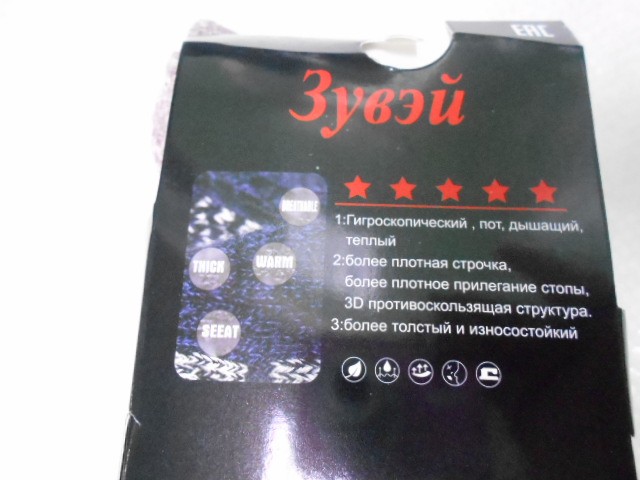 EAC
Зувэй
BREATHABLE
THICK
WARM
SEEAT
1:Гигроскопический , пот, дышащий,
теплый
2:более плотная строчка,
более плотное прилегание стопы,
3D противоскользящая структура.
3:более толстый и износостойкий